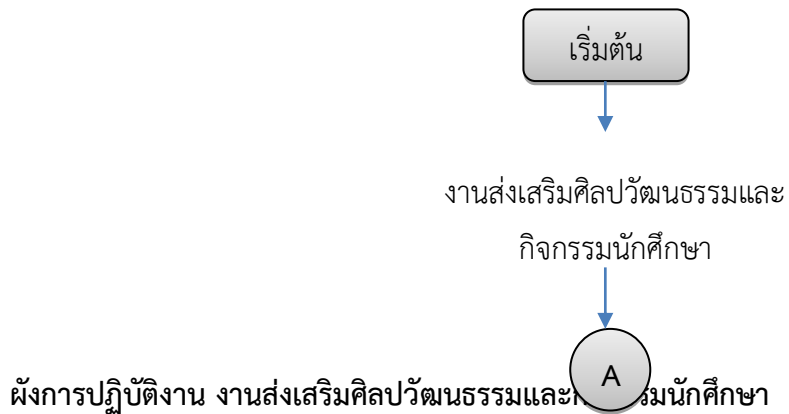 เริ่มต้น
งานส่งเสริมศิลปวัฒนธรรมและ
กิจกรรมนักศึกษา
A
ผังการปฏิบัติงาน งานส่งเสริมศิลปวัฒนธรรมและ นักศึกษา